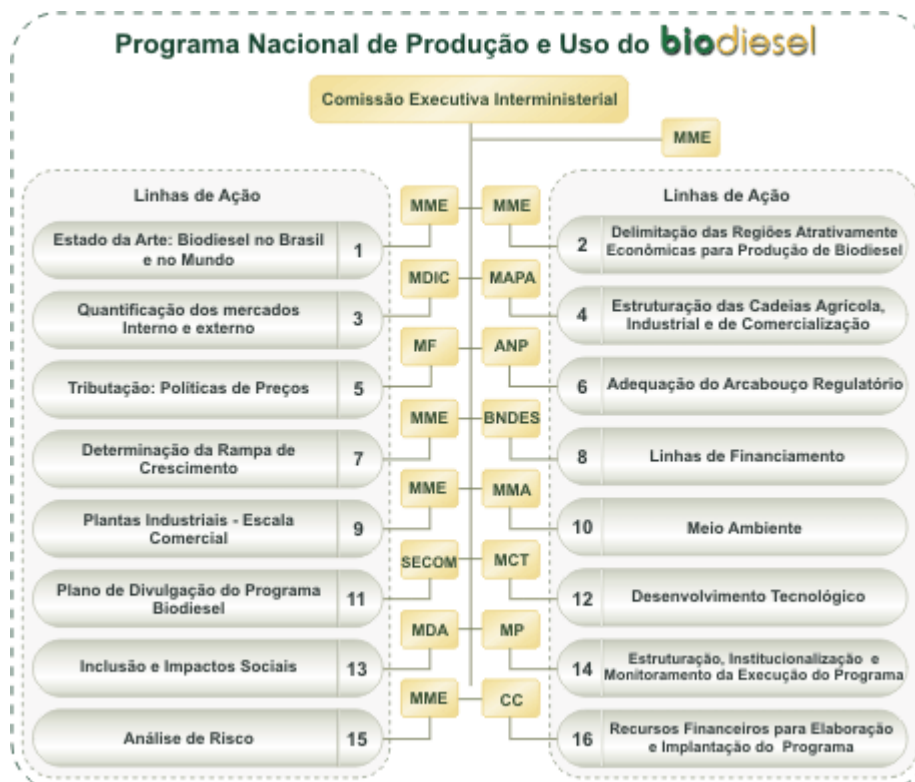 Programa Nacional de Produção e Uso do biodiesel
Comissão Executiva Interministerial
MME
Linhas de Ação
Linhas de Ação
MME
MME
Estado da Arte: Biodiesel no Brasil
e no Mundo
1
2
Delimitação das Regiões Atrativamente
Econômicas para Produção de Biodiesel
MDIC
MAPA
Quantificação dos mercados
Interno e externo
3
4
Estruturação das Cadeias Agrícola,
Industrial e de Comercialização
MF
ANP
Tributação: Políticas de Preços
5
6
Adequação do Arcabouço Regulatório
MME
BNDES
Determinação da Rampa de
Crescimento
7
8
Linhas de Financiamento
MME
MMA
Plantas Industriais - Escala
Comercial
9
10
Meio Ambiente
SECOM
MCT
Plano de Divulgação do Programa
Biodiesel
11
12
Desenvolvimento Tecnológico
MDA
MP
Inclusão e Impactos Sociais
13
14
Estruturação, Institucionalização e
Monitoramento da Execução do Programa
MME
CC
Análise de Risco
15
16
Recursos Financeiros para Elaboração
e Implantação do Programa